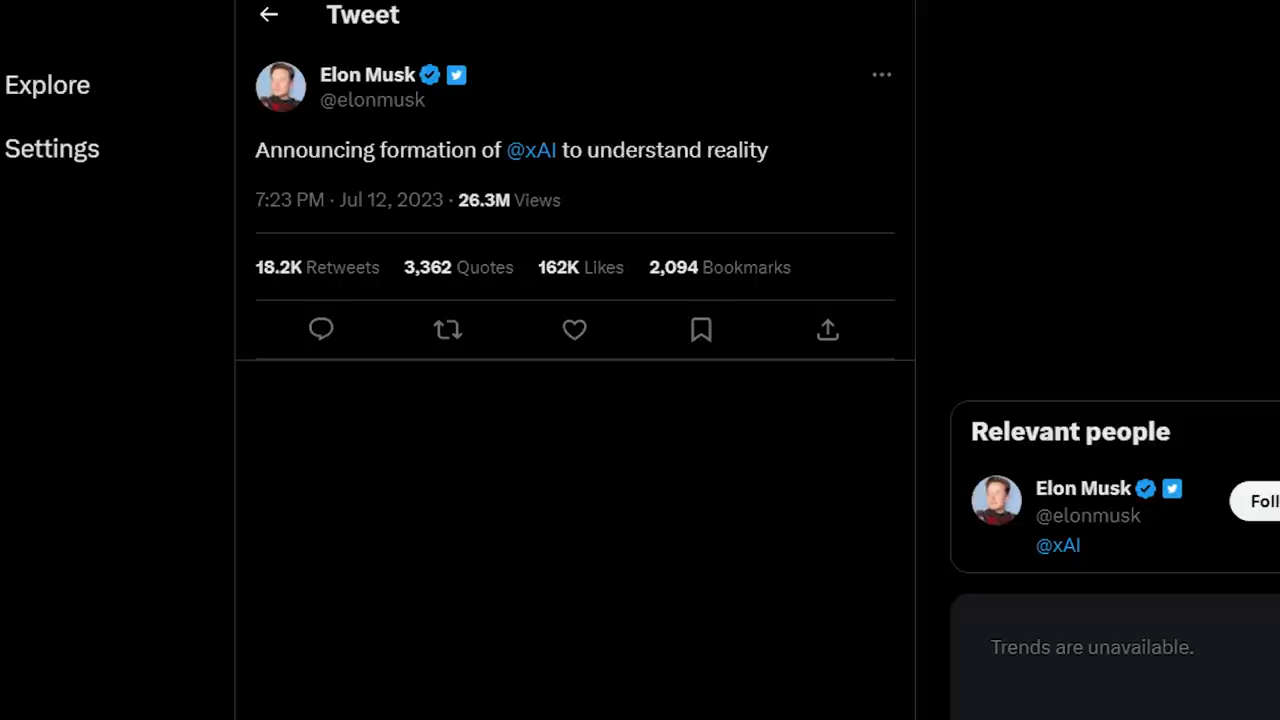 Tweet
Explore
Settings
Elon Musk
@elonmusk
Announcing formation of @xAI to understand reality
7:23 PM · Jul 12, 2023 · 26.3M Views
18.2K Retweets 3,362 Quotes 162K Likes 2,094 Bookmarks
Relevant people
Elon Musk
@elonmusk
Foll
@xAI
Trends are unavailable.